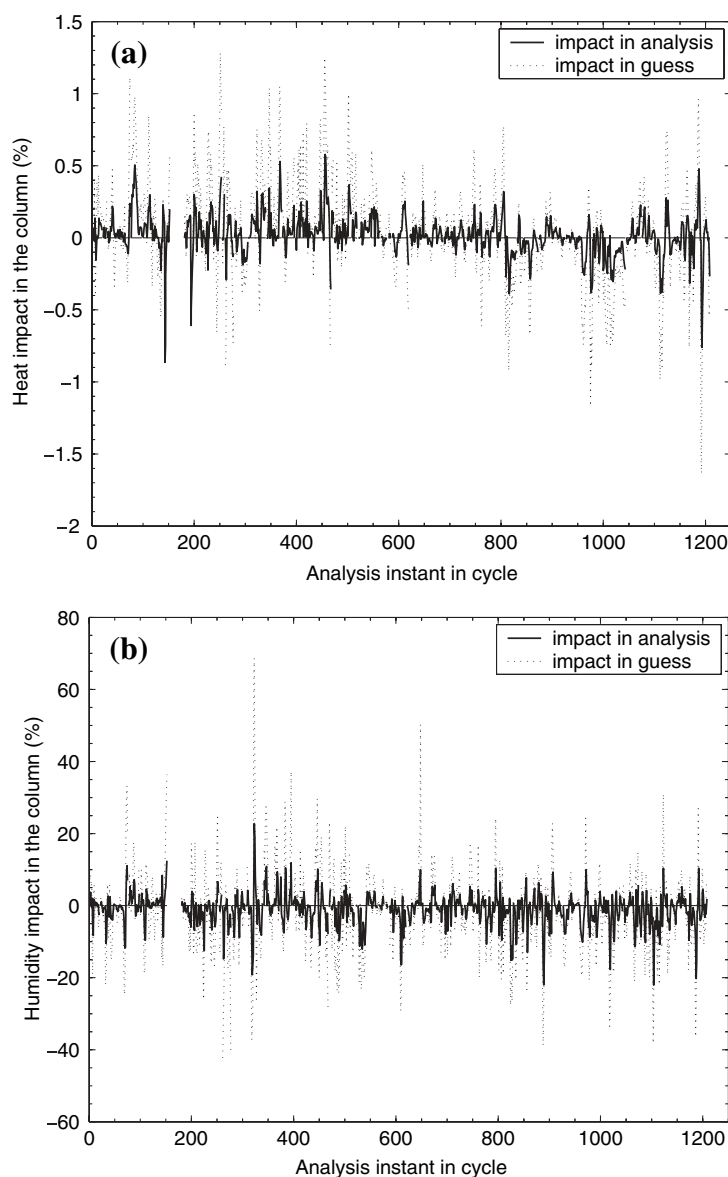 (a)
impact in analysis
impact in guess
Heat impact in the column (%)
1.5
1
0.5
0
−0.5
−1
−1.5
−2
0 200 400 600 800 1000 1200
Analysis instant in cycle
(b)
impact in analysis
impact in guess
Humidity impact in the column (%)
80
60
40
20
0
−20
−40
−60
0 200 400 600 800 1000 1200
Analysis instant in cycle